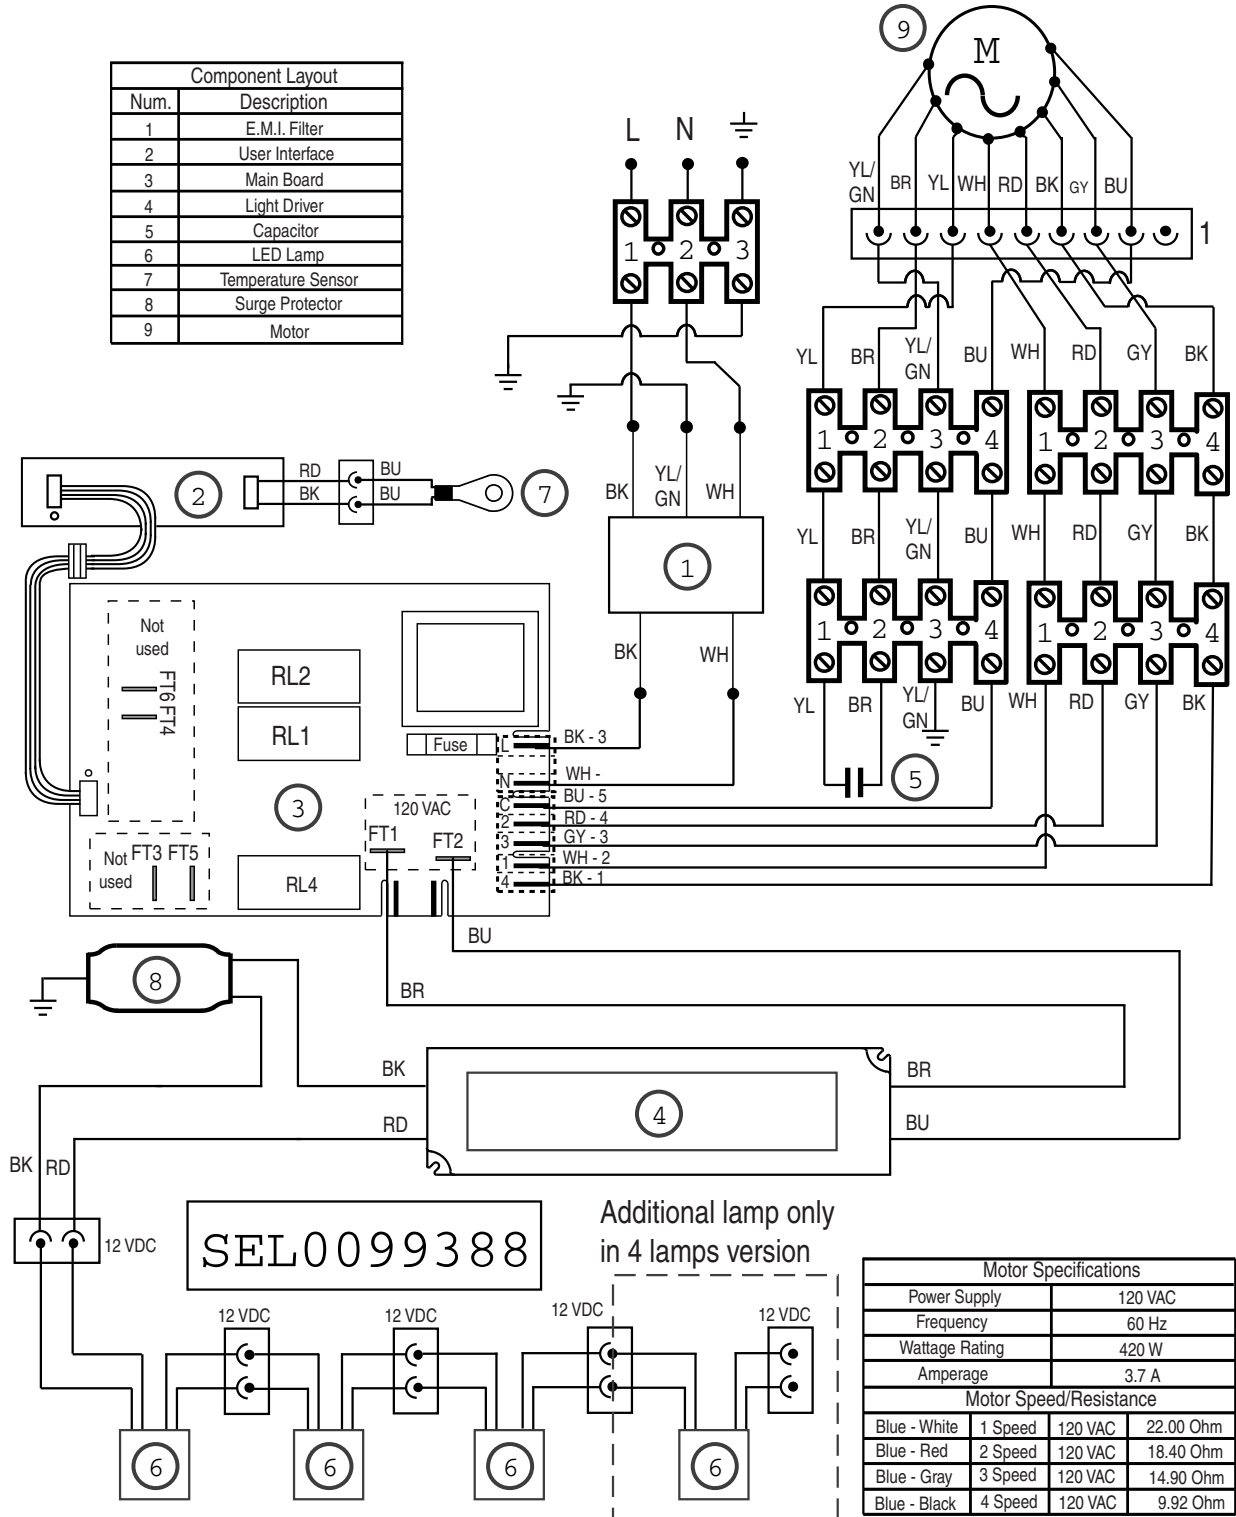 9
M
Component Layout
Num. Description
1 E.M.I. Filter
2 User Interface
3 Main Board
4 Light Driver
5 Capacitor
6 LED Lamp
7 Temperature Sensor
8 Surge Protector
9 Motor
L N
YL/GN BR YL WH RD BK GY BU
1
1 2 3
YL BR YL/GN BU WH RD GY BK
1 2 3 4 1 2 3 4
2
RD BU
BK BU
7
BK YL/GN WH
YL BR YL/GN BU WH RD GY BK
1
1 2 3 4 1 2 3 4
BK WH
YL BR YL/GN BU WH RD GY BK
Not used
FT6 FT4
RL2
RL1
Fuse
L BK - 3
N WH -
C BU - 5
2 RD - 4
3 GY - 3
1 WH - 2
4 BK - 1
5
3
120 VAC
FT1 FT2
Not used
FT3 FT5
RL4
BU
8
BR
BK BR
4
RD BU
BK RD
12 VDC
SEL0099388
Additional lamp only
in 4 lamps version
12 VDC 12 VDC 12 VDC 12 VDC
6 6 6 6
Motor Specifications
Power Supply 120 VAC
Frequency 60 Hz
Wattage Rating 420 W
Amperage 3.7 A
Motor Speed/Resistance
Blue - White 1 Speed 120 VAC 22.00 Ohm
Blue - Red 2 Speed 120 VAC 18.40 Ohm
Blue - Gray 3 Speed 120 VAC 14.90 Ohm
Blue - Black 4 Speed 120 VAC 9.92 Ohm